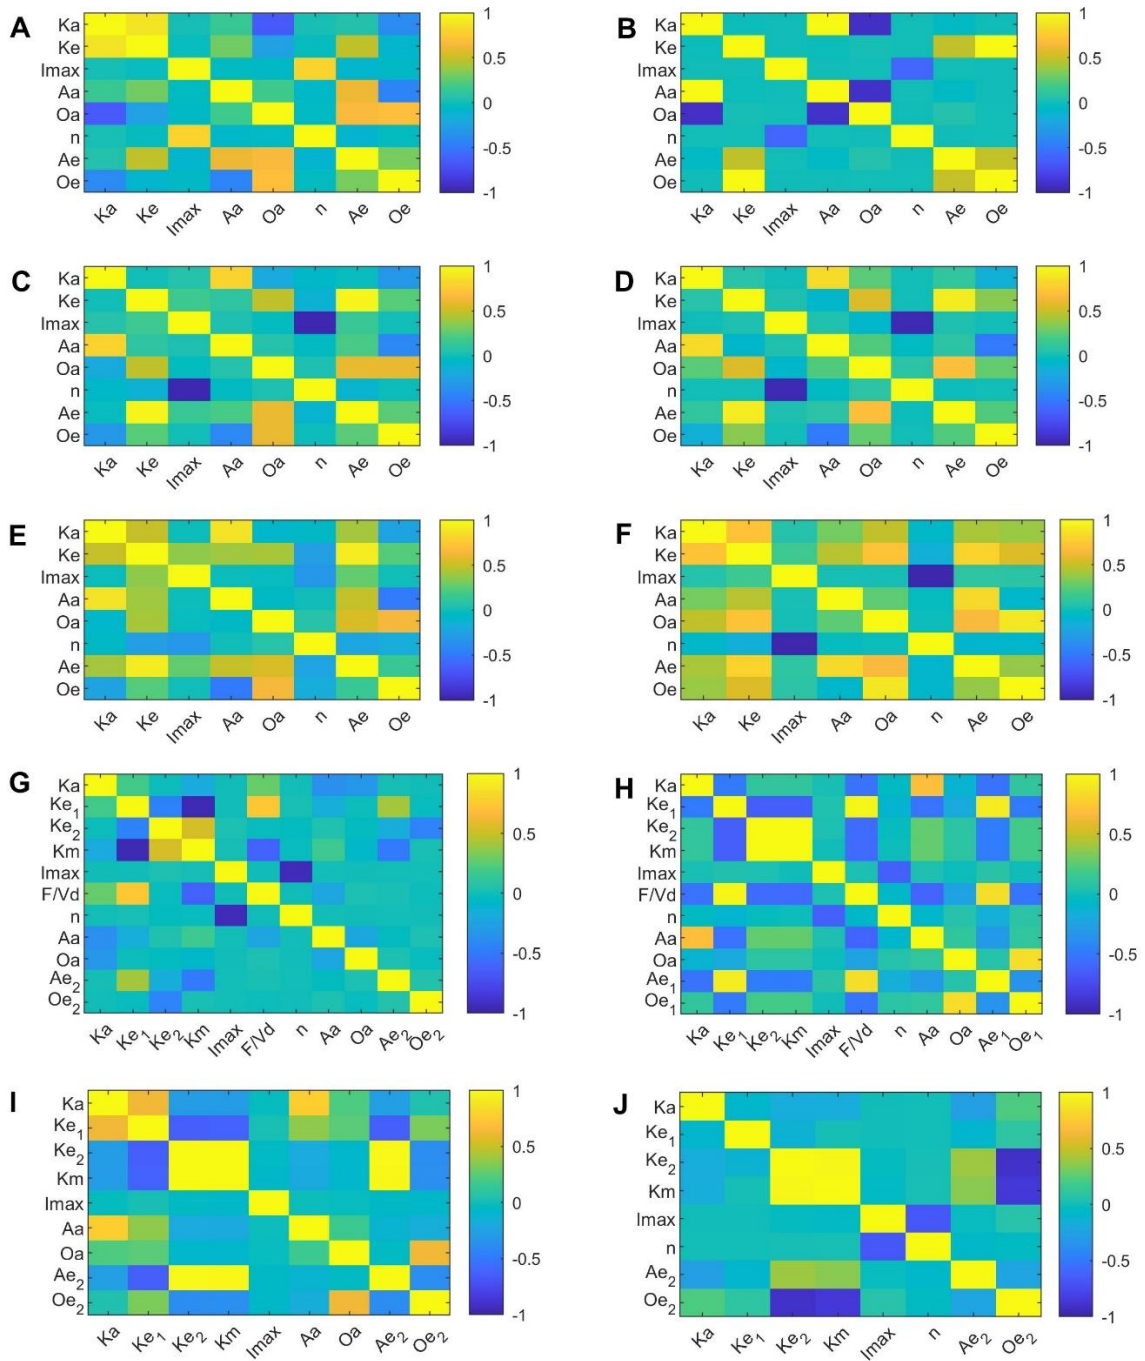 A
Ka
Ke
Imax
Aa
Oa
n
Ae
Oe
Ka Ke Imax Aa Oa n Ae Oe
1
0.5
0
-0.5
-1
B
Ka
Ke
Imax
Aa
Oa
n
Ae
Oe
Ka Ke Imax Aa Oa n Ae Oe
1
0.5
0
-0.5
-1
C
Ka
Ke
Imax
Aa
Oa
n
Ae
Oe
Ka Ke Imax Aa Oa n Ae Oe
1
0.5
0
-0.5
-1
D
Ka
Ke
Imax
Aa
Oa
n
Ae
Oe
Ka Ke Imax Aa Oa n Ae Oe
1
0.5
0
-0.5
-1
E
Ka
Ke
Imax
Aa
Oa
n
Ae
Oe
Ka Ke Imax Aa Oa n Ae Oe
1
0.5
0
-0.5
-1
F
Ka
Ke
Imax
Aa
Oa
n
Ae
Oe
Ka Ke Imax Aa Oa n Ae Oe
1
0.5
0
-0.5
-1
G
Ka
Ke₁
Ke₂
Km
Imax
F/Vd
n
Aa
Oa
Ae₂
Oe₂
Ka Ke₁ Ke₂ Km Imax F/Vd n Aa Oa Ae₂ Oe₂
1
0.5
0
-0.5
-1
H
Ka
Ke₁
Ke₂
Km
Imax
F/Vd
n
Aa
Oa
Ae₁
Oe₁
Ka Ke₁ Ke₂ Km Imax F/Vd n Aa Oa Ae₁ Oe₁
1
0.5
0
-0.5
-1
I
Ka
Ke₁
Ke₂
Km
Imax
Aa
Oa
Ae₂
Oe₂
Ka Ke₁ Ke₂ Km Imax Aa Oa Ae₂ Oe₂
1
0.5
0
-0.5
-1
J
Ka
Ke₁
Ke₂
Km
Imax
n
Ae₂
Oe₂
Ka Ke₁ Ke₂ Km Imax n Ae₂ Oe₂
1
0.5
0
-0.5
-1